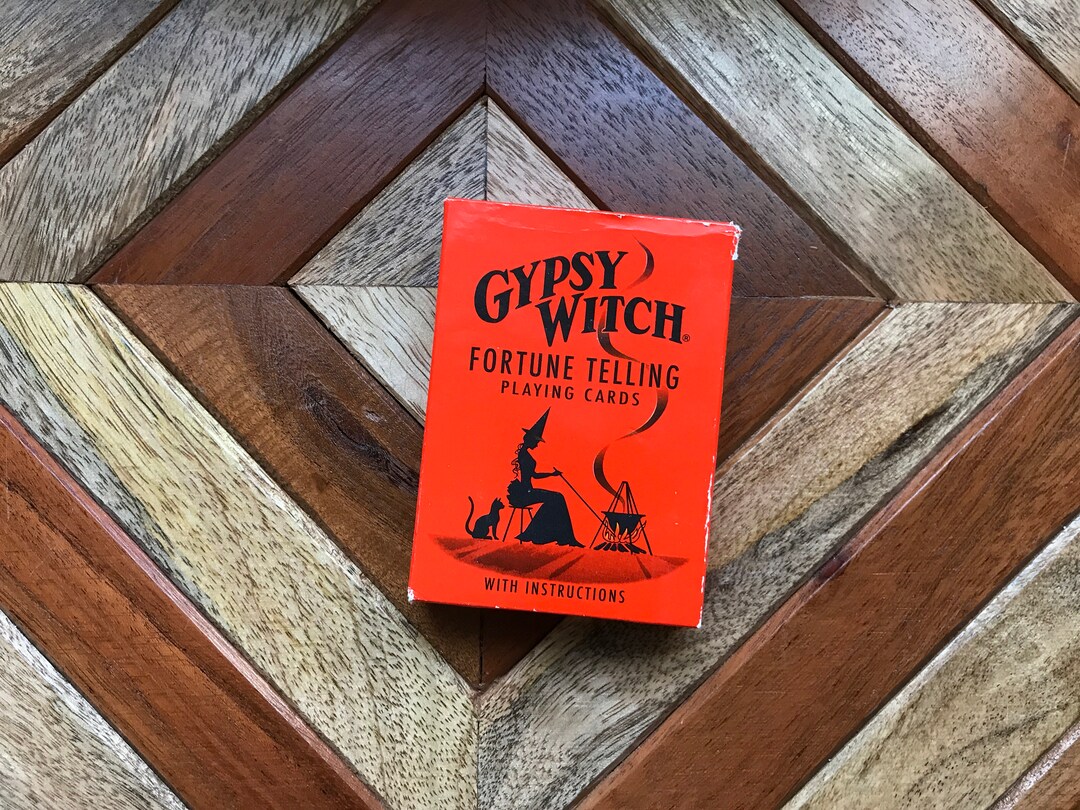 GYPSY
WITCH®
FORTUNE TELLING
PLAYING CARDS
WITH INSTRUCTIONS